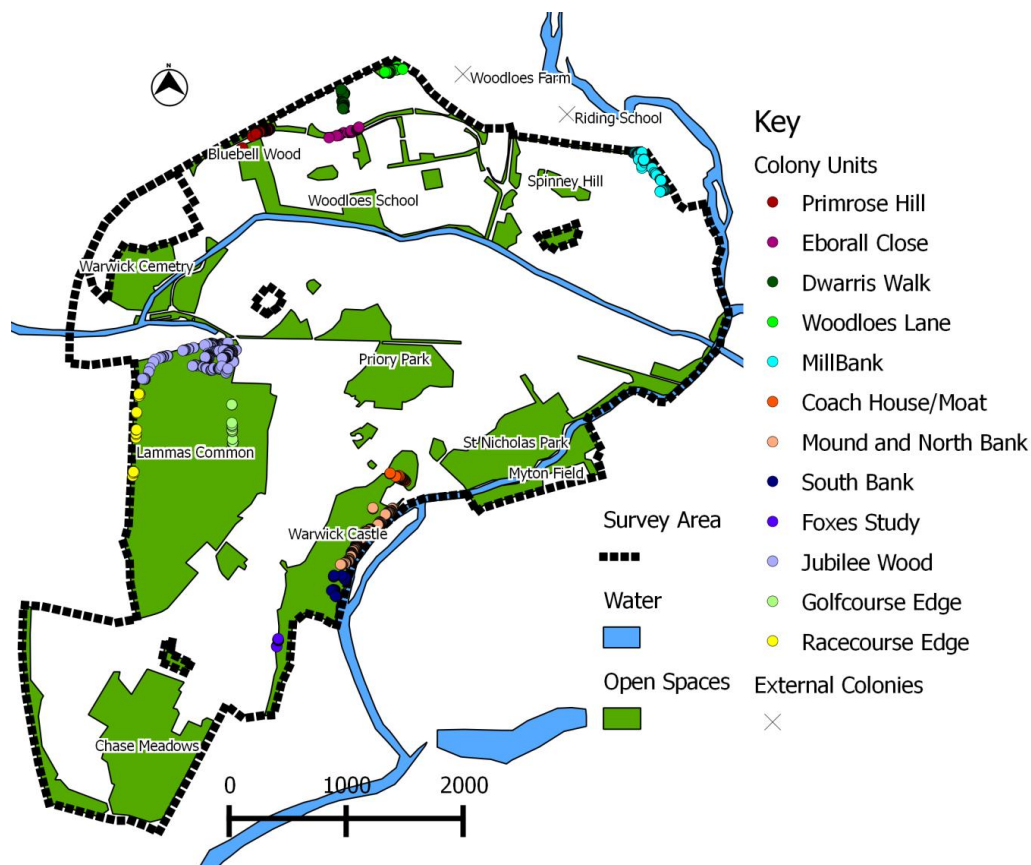 Woodloes Farm
Riding School
Bluebell Wood
Woodloes School
Spinney Hill
Warwick Cemetry
Priory Park
Lammas Common
St Nicholas Park
Myton Field
Warwick Castle
Chase Meadows
0 1000 2000
Key
Colony Units
Primrose Hill
Eborall Close
Dwarris Walk
Woodloes Lane
MillBank
Coach House/Moat
Mound and North Bank
South Bank
Foxes Study
Jubilee Wood
Golfcourse Edge
Racecourse Edge
External Colonies
Survey Area
Water
Open Spaces